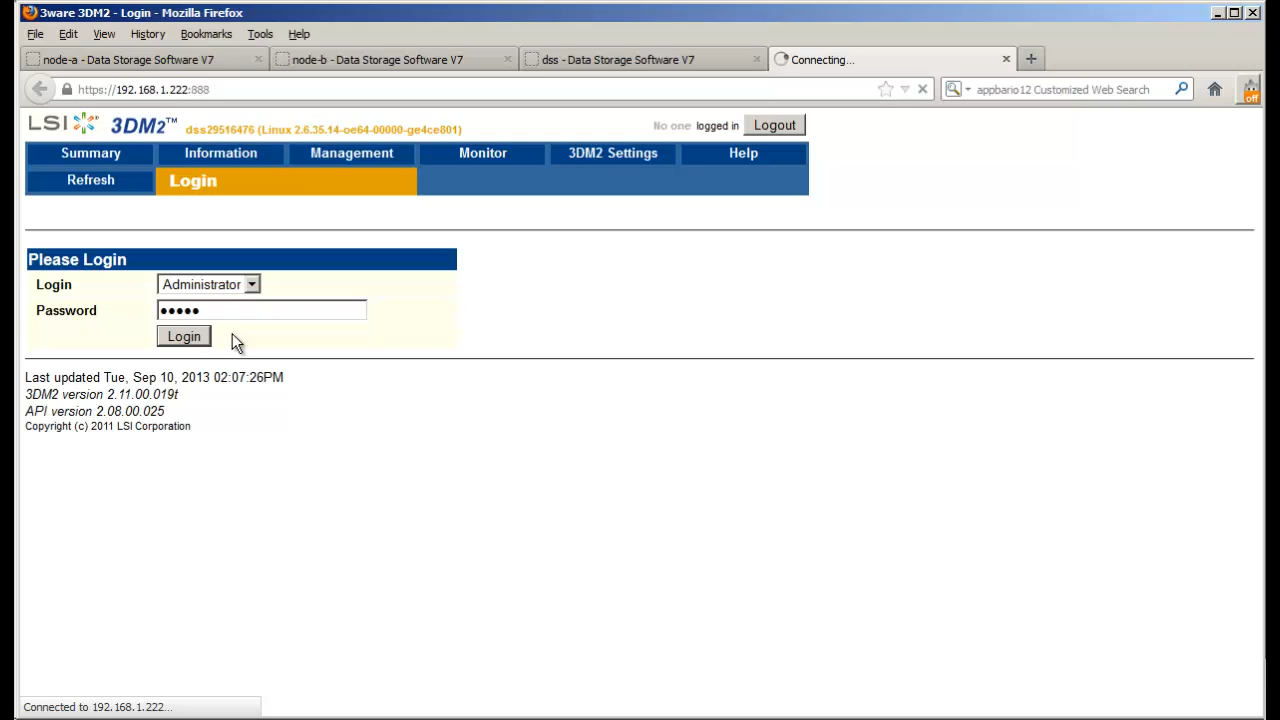 3ware 3DM2 - Login - Mozilla Firefox
File Edit View History Bookmarks Tools Help
node-a - Data Storage Software V7 node-b - Data Storage Software V7 dss - Data Storage Software V7 Connecting...
https://192.168.1.222:888 appbario12 Customized Web Search off
LSI 3DM2™ dss29516476 (Linux 2.6.35.14-oe64-00000-ge4ce801) No one logged in Logout
Summary Information Management Monitor 3DM2 Settings Help
Refresh Login
Please Login
Login Administrator
Password •••••
Login
Last updated Tue, Sep 10, 2013 02:07:26PM
3DM2 version 2.11.00.019t
API version 2.08.00.025
Copyright (c) 2011 LSI Corporation
Connected to 192.168.1.222...